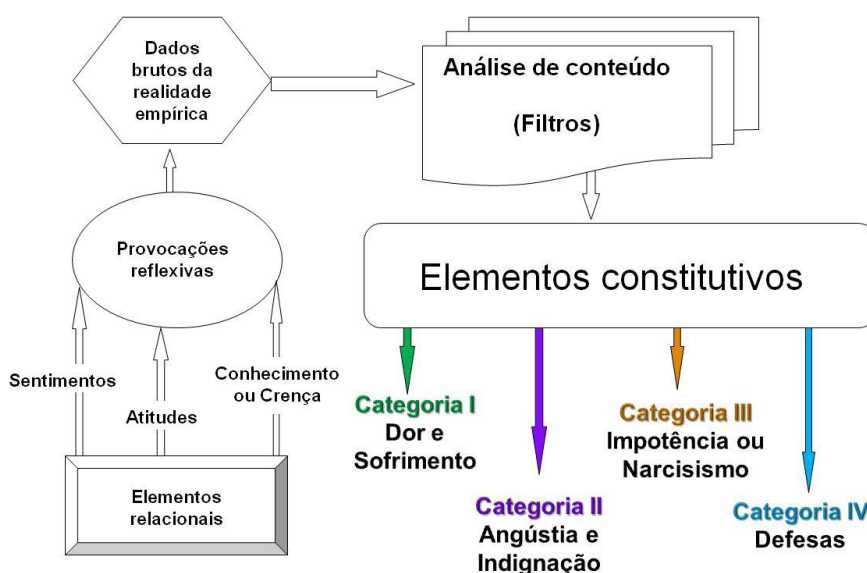 Dados
brutos da
realidade
empírica
Análise de conteúdo
(Filtros)
Provocações
reflexivas
Elementos constitutivos
Sentimentos
Atitudes
Conhecimento
ou Crença
Elementos
relacionais
Categoria I
Dor e
Sofrimento
Categoria II
Angústia e
Indignação
Categoria III
Impotência ou
Narcisismo
Categoria IV
Defesas